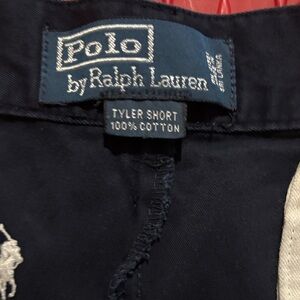 Polo
by Ralph Lauren
TYLER SHORT
100% COTTON